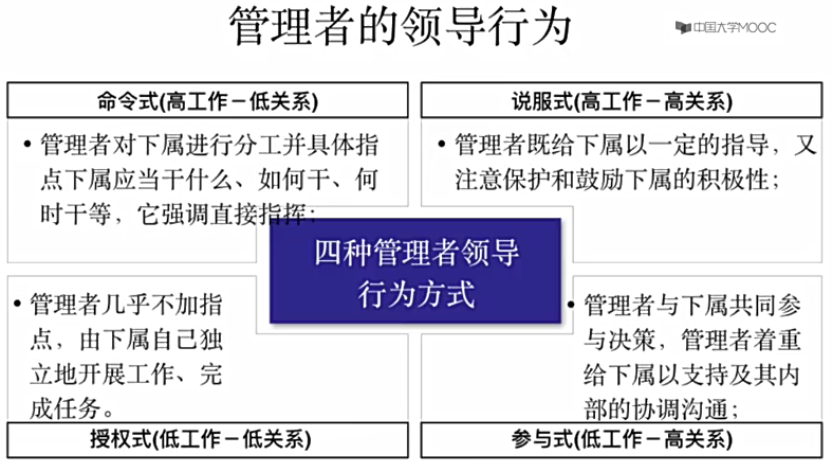 管理者的领导行为
中国大学MOOC
命令式(高工作－低关系)
• 管理者对下属进行分工并具体指
点下属应当干什么、如何干、何
时干等，它强调直接指挥；
说服式(高工作－高关系)
• 管理者既给下属以一定的指导，又
注意保护和鼓励下属的积极性；
四种管理者领导
行为方式
• 管理者几乎不加指
点，由下属自己独
立地开展工作、完
成任务。
授权式(低工作－低关系)
• 管理者与下属共同参
与决策，管理者着重
给下属以支持及其内
部的协调沟通；
参与式(低工作－高关系)